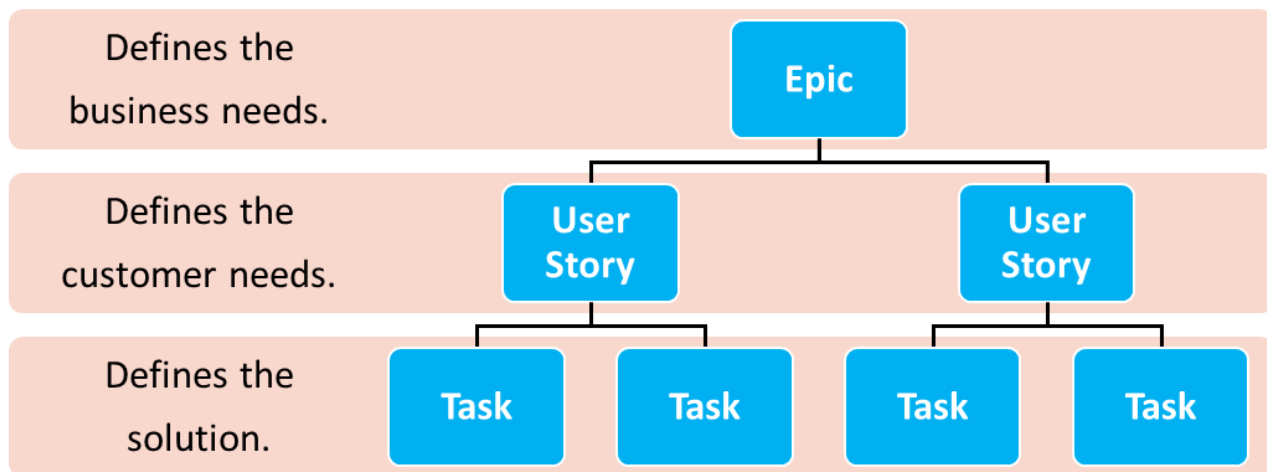 Defines the
business needs.
Epic
Defines the
customer needs.
User
Story
User
Story
Defines the
solution.
Task
Task
Task
Task